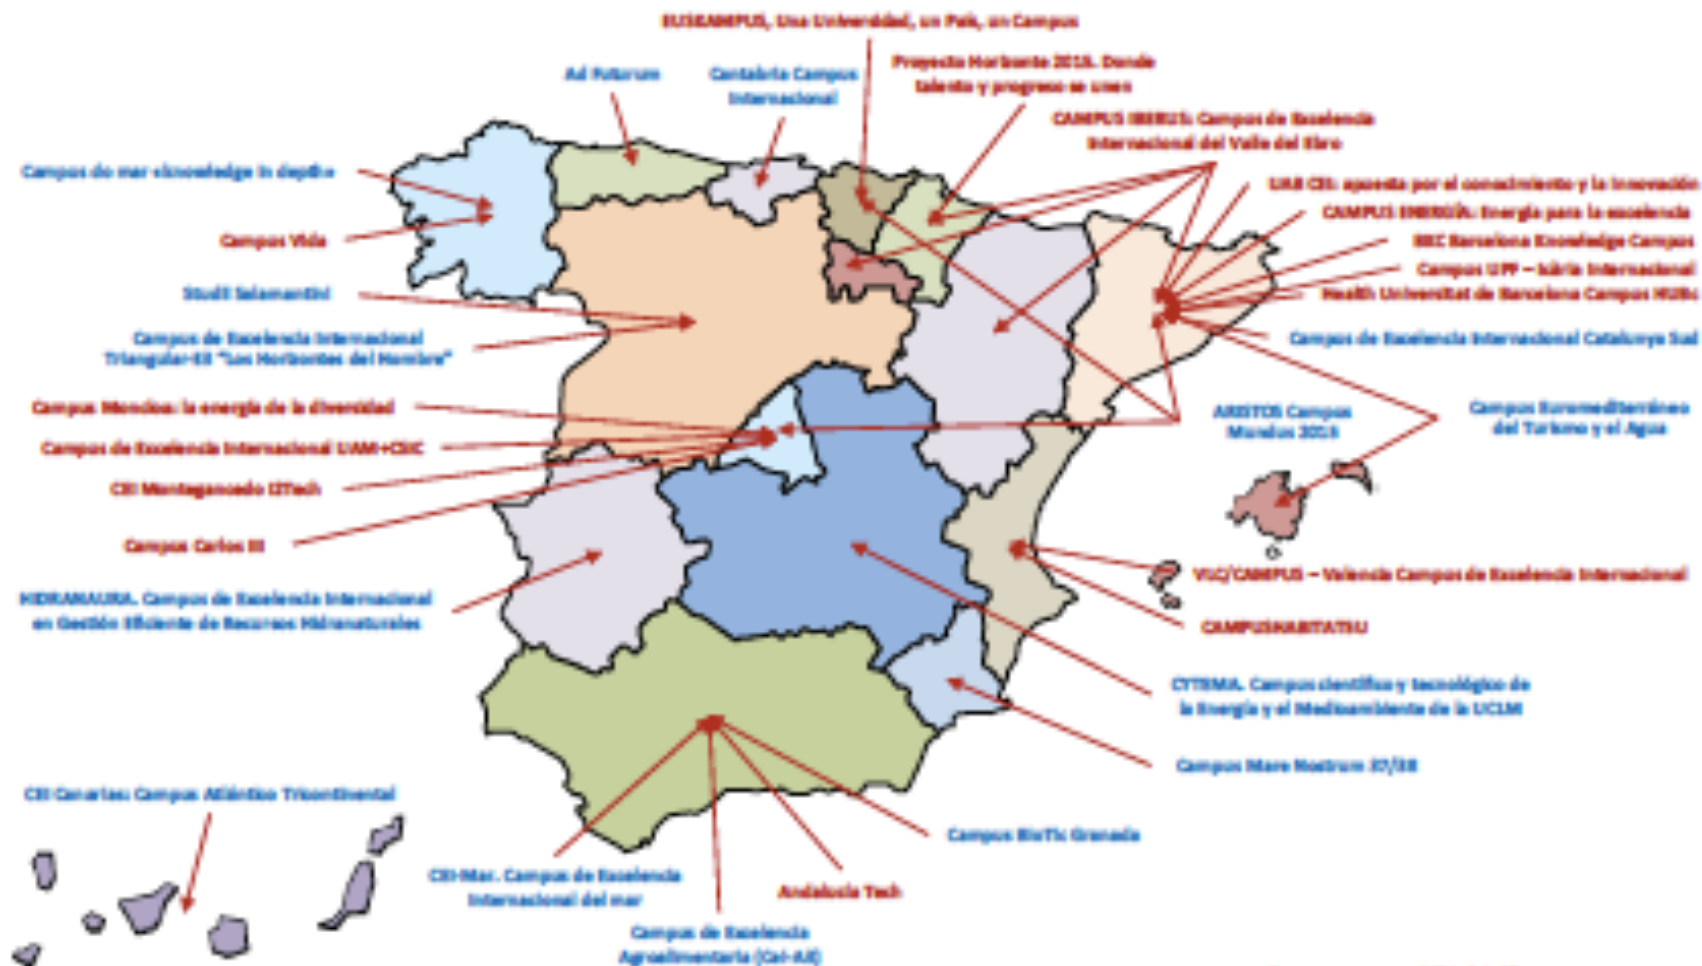 EUSKAMPUS, Una Universidad, un País, un Campus
Ad Futurum
Cantabria Campus
Internacional
Proyecto Horizonte 2015. Donde
talento y progreso se unen
CAMPUS IBERUS: Campus de Excelencia
Internacional del Valle del Ebro
Campus do mar «knowledge in depth»
UAB CEI: apuesta por el conocimiento y la innovación
CAMPUS ENERGÍA: Energía para la excelencia
Campus Vida
BKC Barcelona Knowledge Campus
Campus UPF – Icària Internacional
Studii Salamantini
Health Universitat de Barcelona Campus HUBc
Campus de Excelencia Internacional
Triangular-E3 "Los Horizontes del Hombre"
Campus de Excelencia Internacional Catalunya Sud
Campus Moncloa: la energía de la diversidad
ARISTOS Campus
Mundus 2015
Campus Euromediterráneo
del Turismo y el Agua
Campus de Excelencia Internacional UAM+CSIC
CEI Montegancedo I2Tech
Campus Carlos III
VLC/CAMPUS – Valencia Campus de Excelencia Internacional
HIDRANAURA. Campus de Excelencia Internacional
en Gestión Eficiente de Recursos Hidronaturales
CAMPUSHABITAT5U
CYTEMA. Campus científico y tecnológico de
la Energía y el Medioambiente de la UCLM
Campus Mare Nostrum 37/38
CEI Canarias: Campus Atlántico Tricontinental
Campus BioTic Granada
CEI-Mar. Campus de Excelencia
Internacional del mar
Andalucía Tech
Campus de Excelencia
Agroalimentaria (CeI-A3)